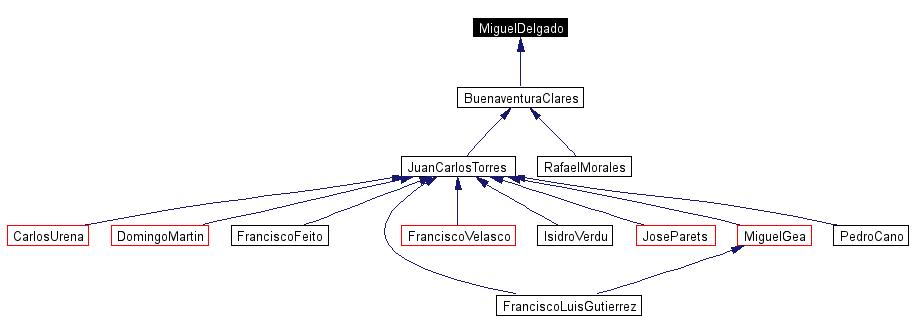 MiguelDelgado
BuenaventuraClares
JuanCarlosTorres
RafaelMorales
CarlosUrena
DomingoMartin
FranciscoFeito
FranciscoVelasco
IsidroVerdu
JoseParets
MiguelGea
PedroCano
FranciscoLuisGutierrez